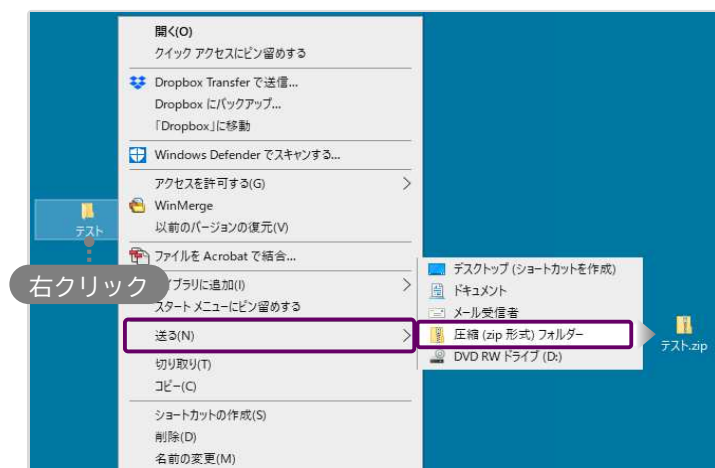 開く(O)
クイック アクセスにピン留めする
Dropbox Transfer で送信...
Dropbox にバックアップ...
「Dropbox」に移動
Windows Defender でスキャンする...
アクセスを許可する(G)
WinMerge
以前のバージョンの復元(V)
テスト
ファイルを Acrobat で結合...
右クリック
イブラリに追加(I)
スタート メニューにピン留めする
送る(N)
切り取り(T)
コピー(C)
ショートカットの作成(S)
削除(D)
名前の変更(M)
デスクトップ (ショートカットを作成)
ドキュメント
メール受信者
圧縮 (zip 形式) フォルダー
DVD RW ドライブ (D:)
テスト.zip